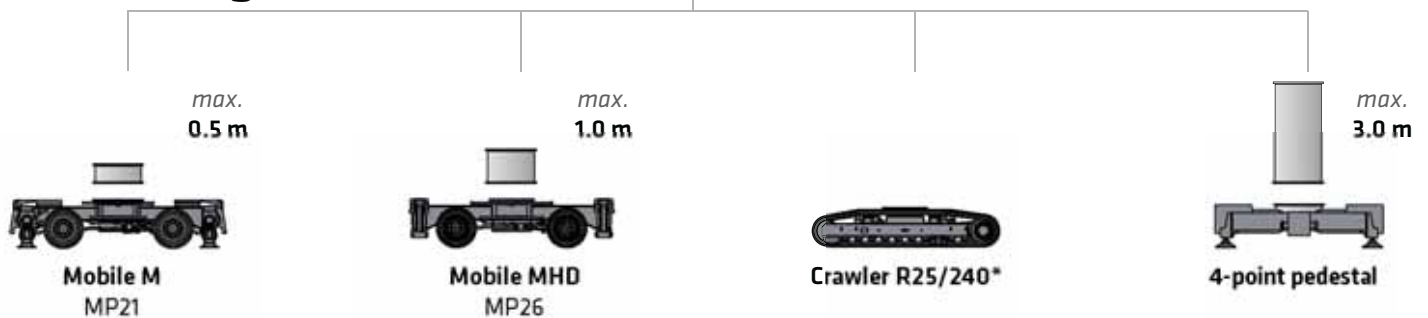 max.
0.5 m
max.
1.0 m
max.
3.0 m
Mobile M
MP21
Mobile MHD
MP26
Crawler R25/240*
4-point pedestal